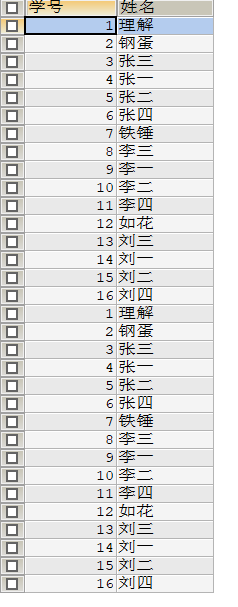 学号 姓名
1 理解
2 钢蛋
3 张三
4 张一
5 张二
6 张四
7 铁锤
8 李三
9 李一
10 李二
11 李四
12 如花
13 刘三
14 刘一
15 刘二
16 刘四
1 理解
2 钢蛋
3 张三
4 张一
5 张二
6 张四
7 铁锤
8 李三
9 李一
10 李二
11 李四
12 如花
13 刘三
14 刘一
15 刘二
16 刘四